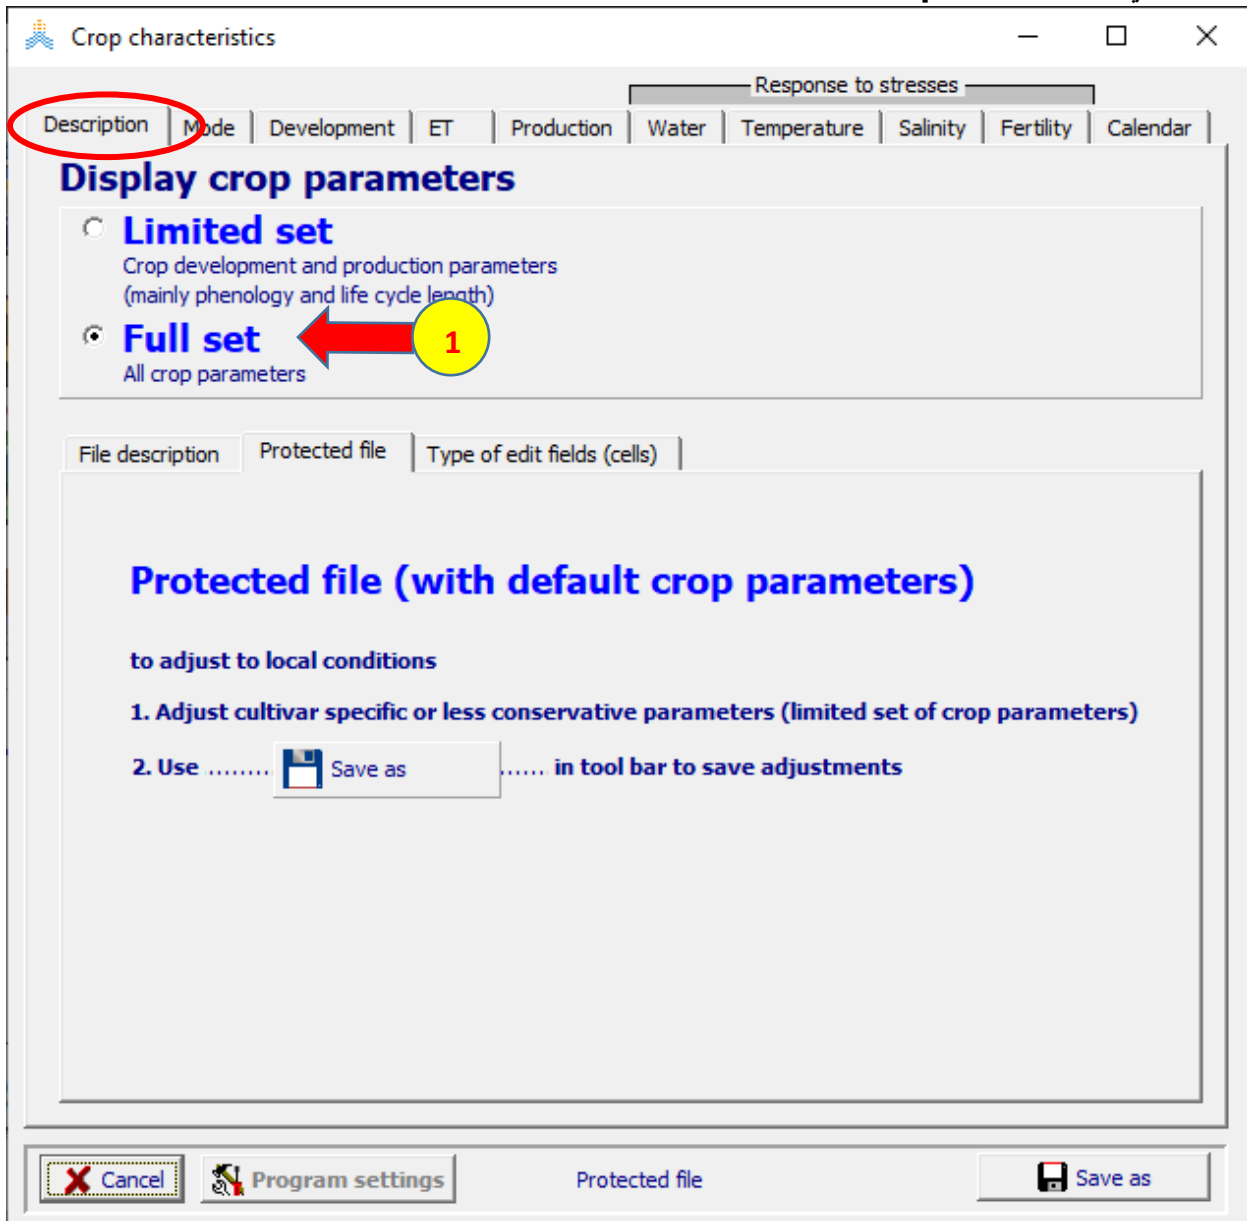 Crop characteristics
Response to stresses
Description Mode Development ET Production Water Temperature Salinity Fertility Calendar
Display crop parameters
Limited set
Crop development and production parameters
(mainly phenology and life cycle length)
Full set
1
All crop parameters
File description Protected file Type of edit fields (cells)
Protected file (with default crop parameters)
to adjust to local conditions
1. Adjust cultivar specific or less conservative parameters (limited set of crop parameters)
2. Use ........ Save as ...... in tool bar to save adjustments
Cancel Program settings Protected file Save as